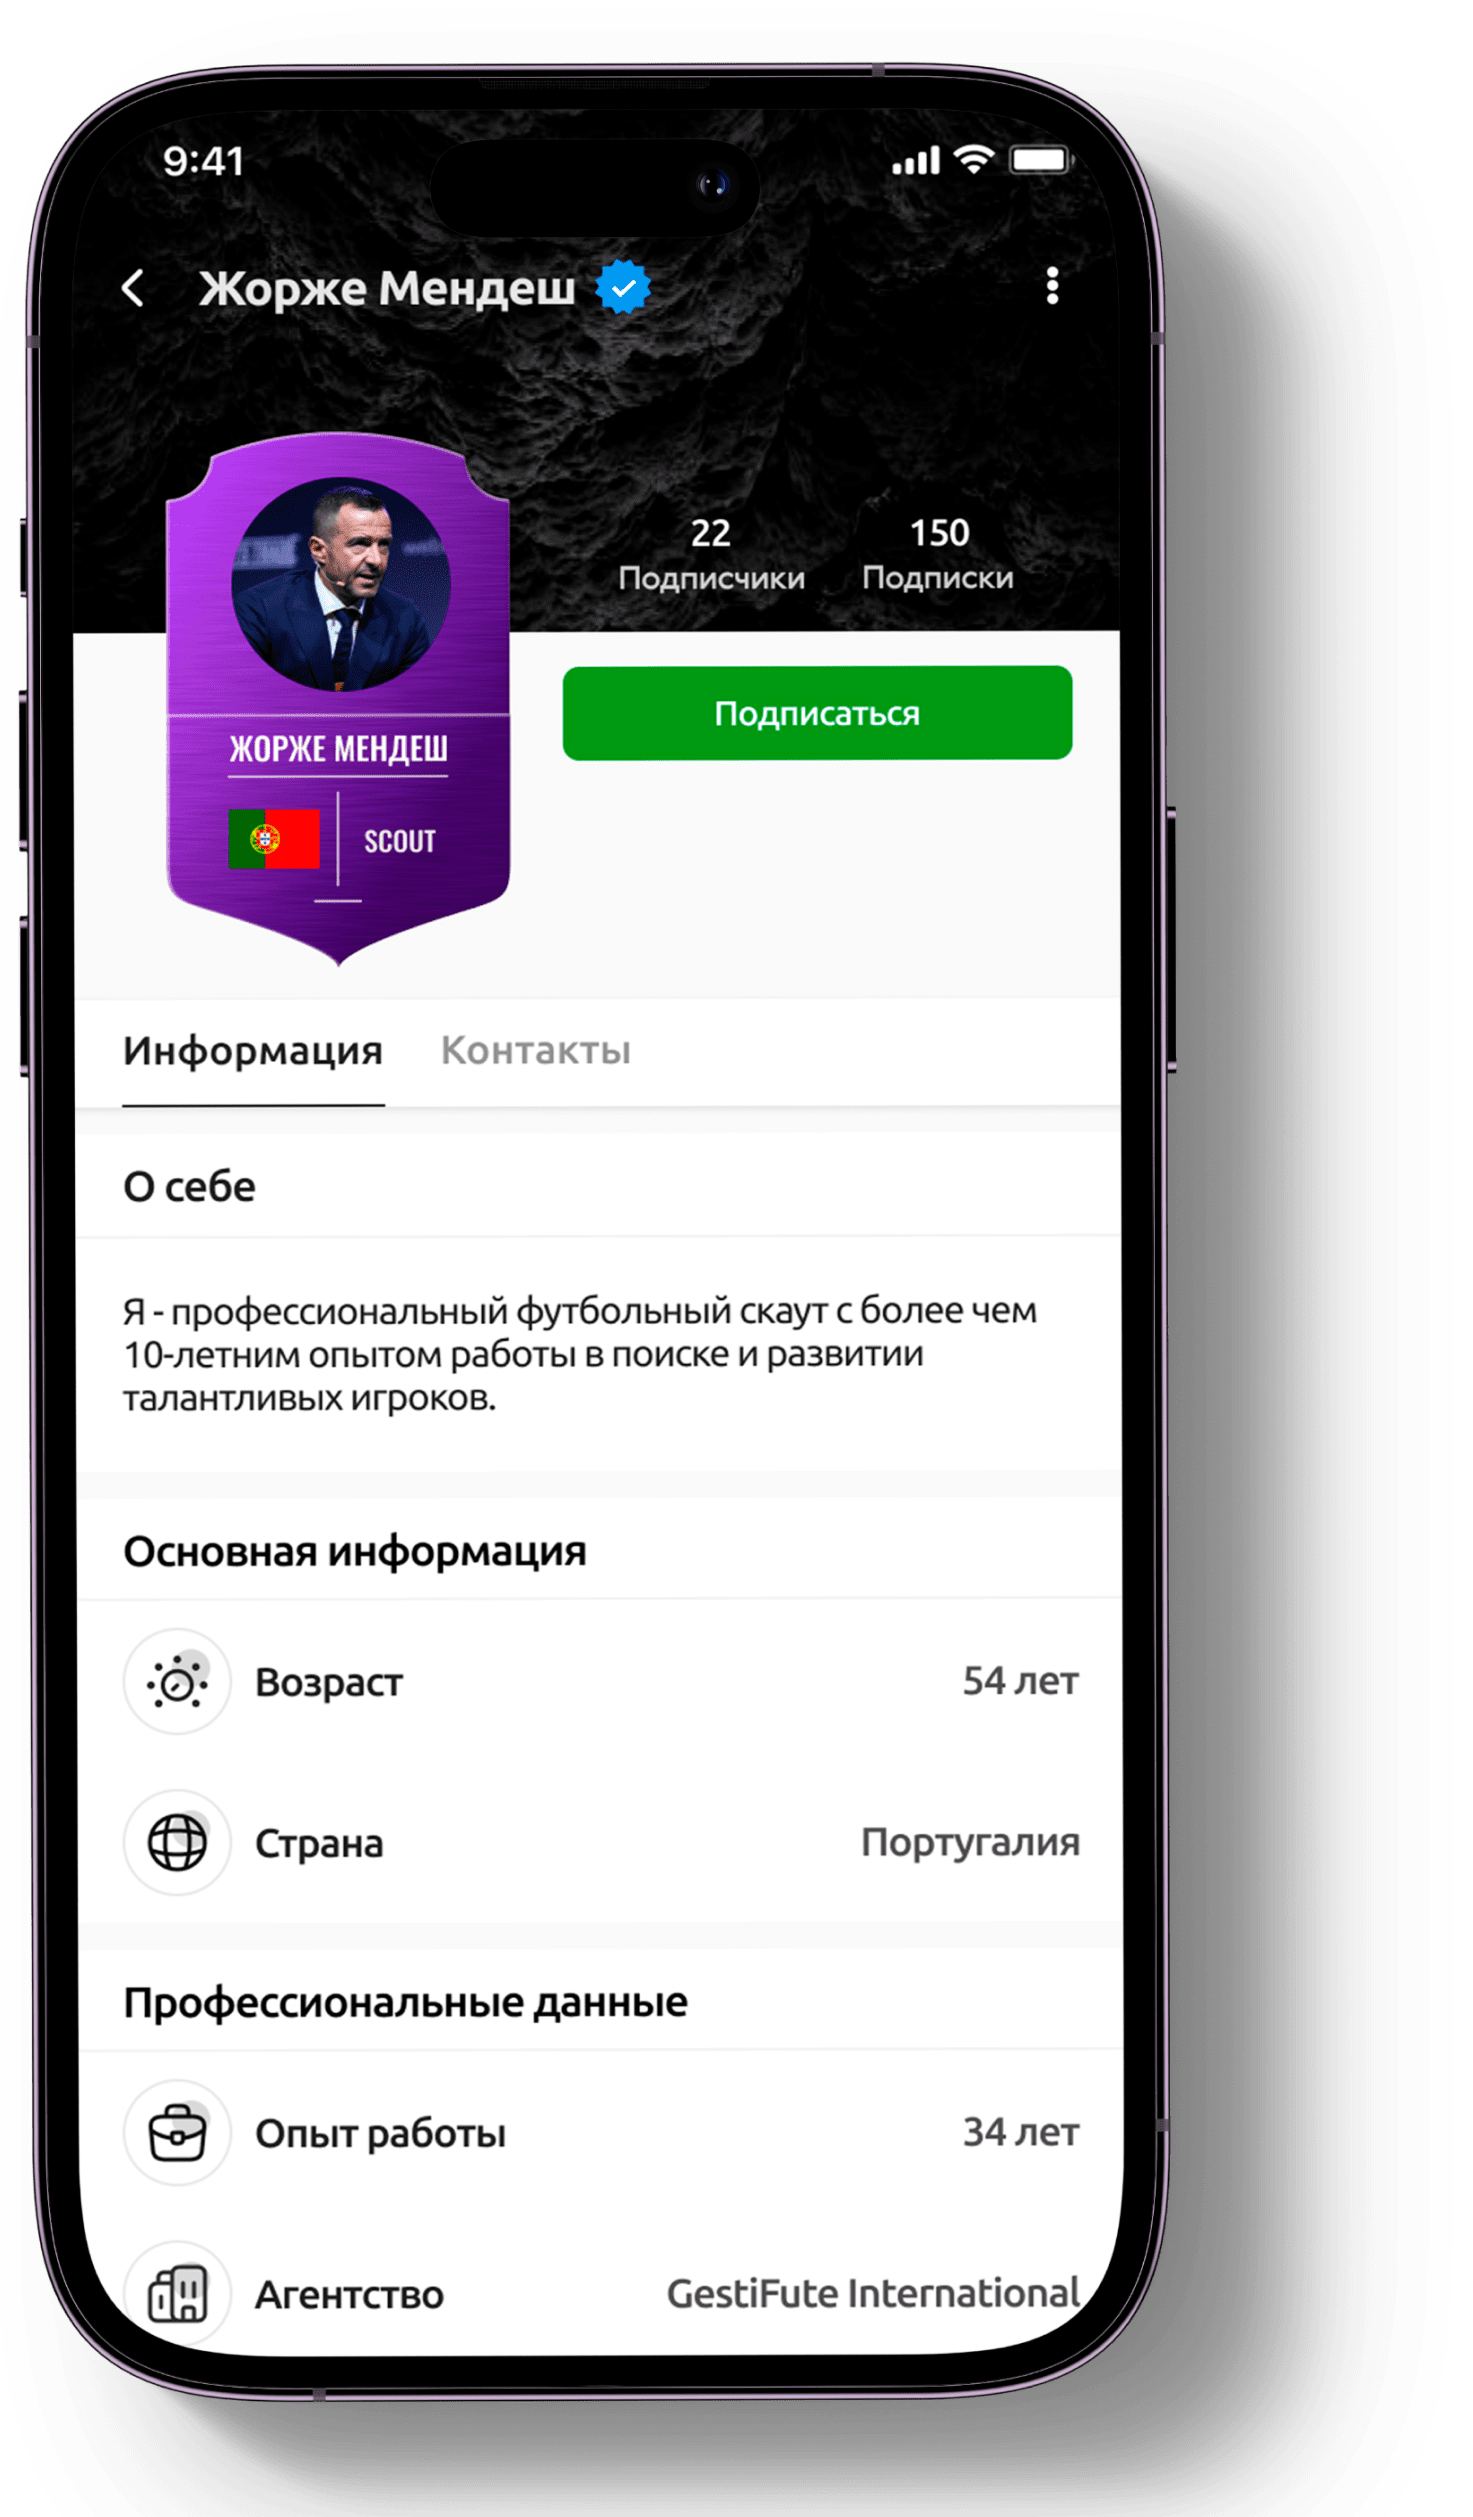 9:41
Жорже Мендеш
22
150
Подписчики
Подписки
Подписаться
ЖОРЖЕ МЕНДЕШ
SCOUT
Информация
Контакты
О себе
Я - профессиональный футбольный скаут с более чем
10-летним опытом работы в поиске и развитии
талантливых игроков.
Основная информация
Возраст
54 лет
Страна
Португалия
Профессиональные данные
Опыт работы
34 лет
Агентство
GestiFute International